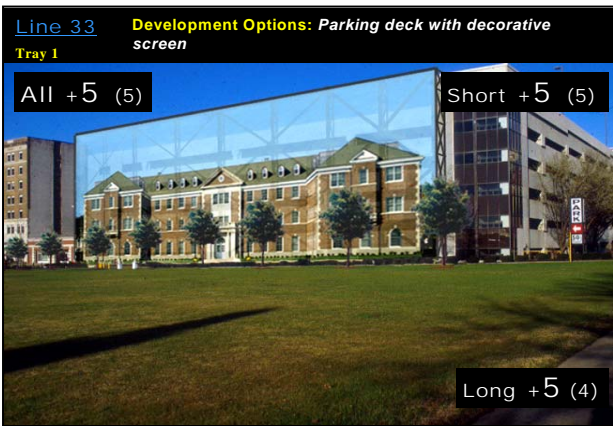 Line 33
Development Options: Parking deck with decorative
screen
Tray 1
All +5 (5)
Short +5 (5)
PARK
Long +5 (4)